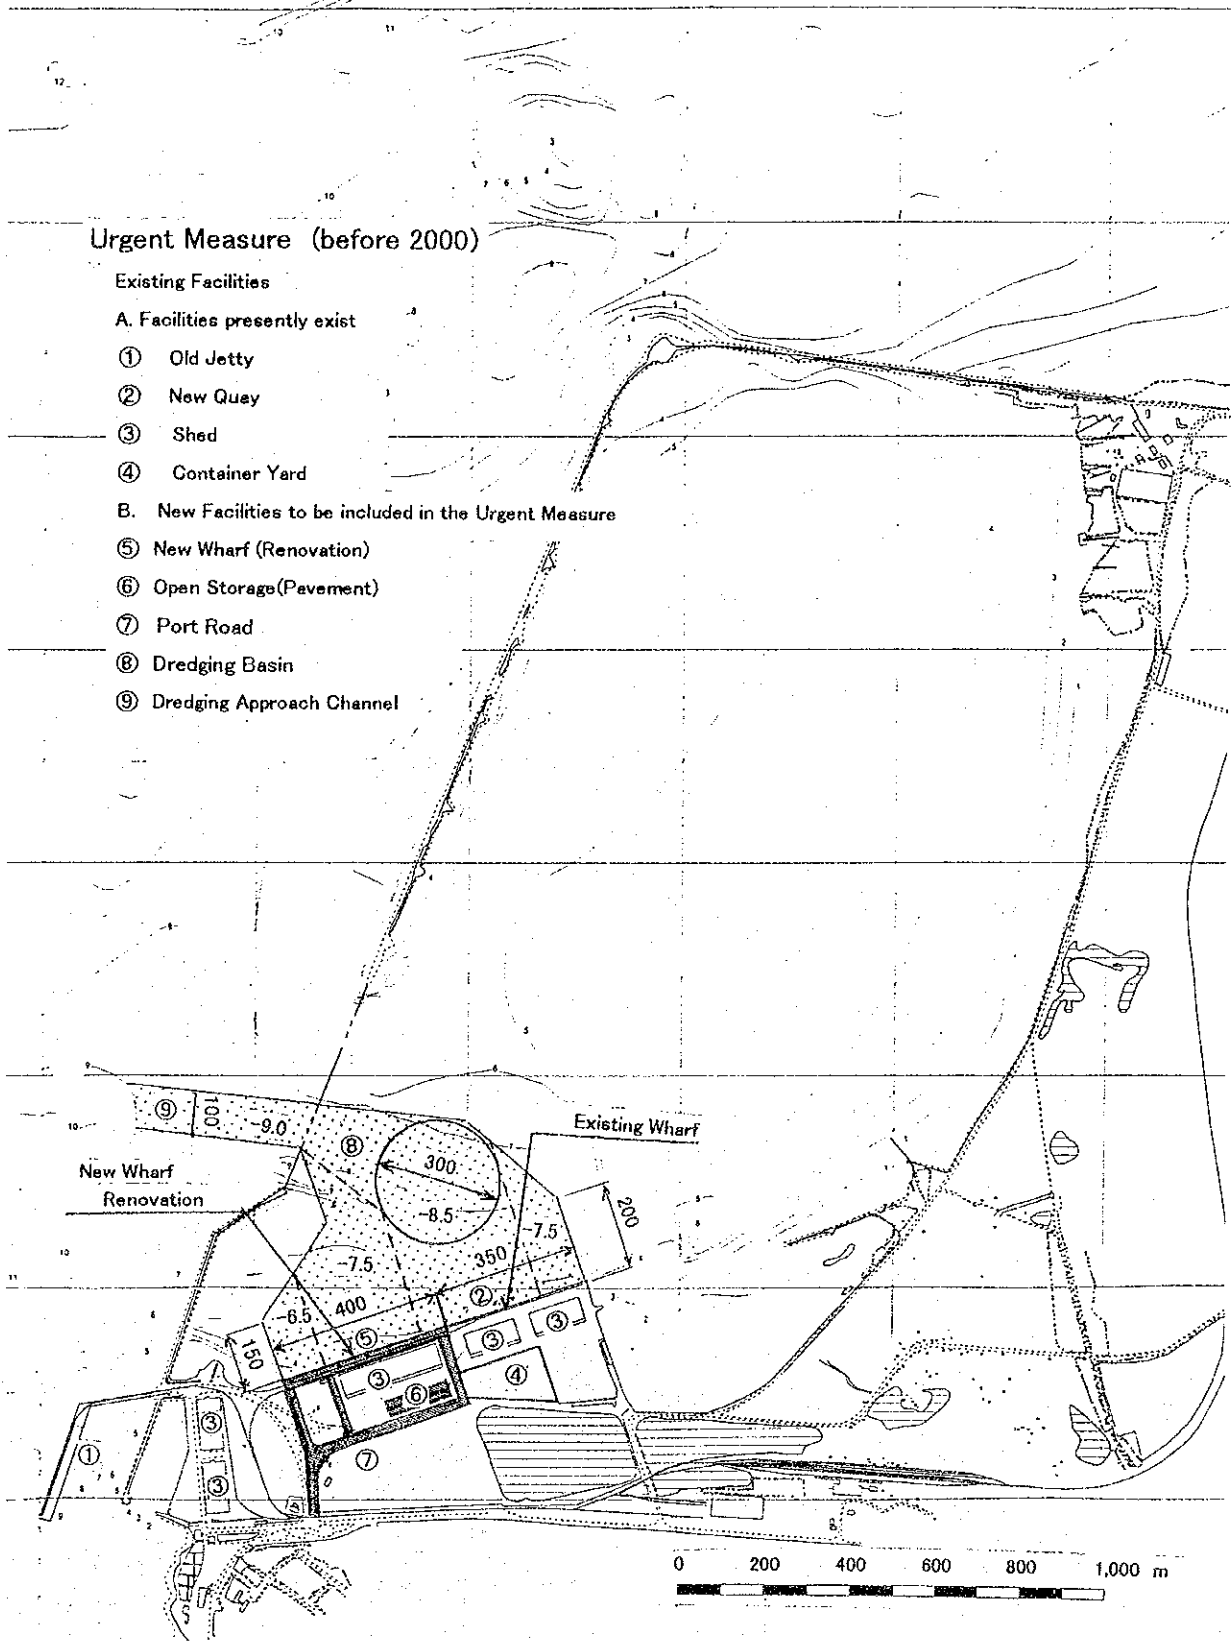 Urgent Measure (before 2000)
Existing Facilities
A. Facilities presently exist
① Old Jetty
② New Quay
③ Shed
④ Container Yard
B. New Facilities to be included in the Urgent Measure
⑤ New Wharf (Renovation)
⑥ Open Storage(Pavement)
⑦ Port Road
⑧ Dredging Basin
⑨ Dredging Approach Channel
⑨
100
-9.0
⑧
Existing Wharf
New Wharf
Renovation
300
-8.5
-7.5
200
-7.5
350
②
-6.5
400
⑤
150
③
③
③
⑥
④
③
①
⑦
③
0 200 400 600 800 1,000 m